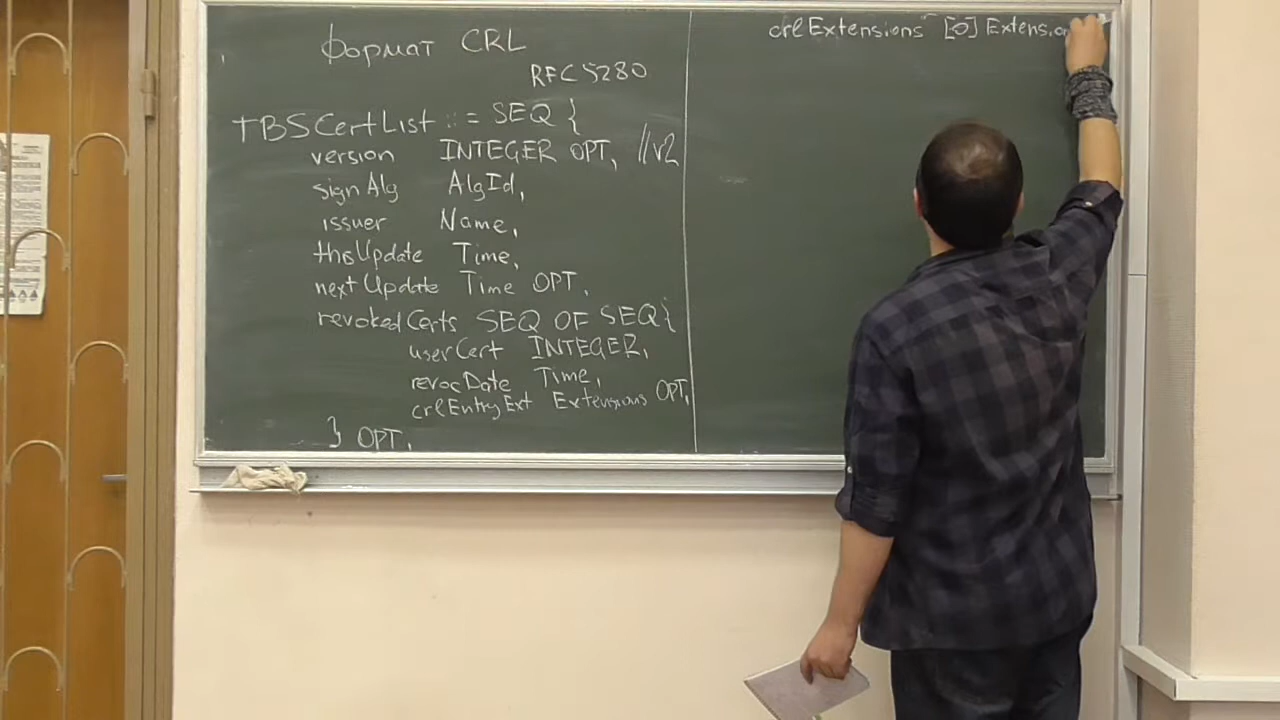 Формат CRL
RFC 5280
TBSCertList ::= SEQ {
version INTEGER OPT, //v2
signAlg AlgId,
issuer Name,
thisUpdate Time,
nextUpdate Time OPT,
revokedCerts SEQ OF SEQ{
userCert INTEGER,
revocDate Time,
crlEntryExt Extensions OPT,
} OPT,
crlExtensions [0] Extension